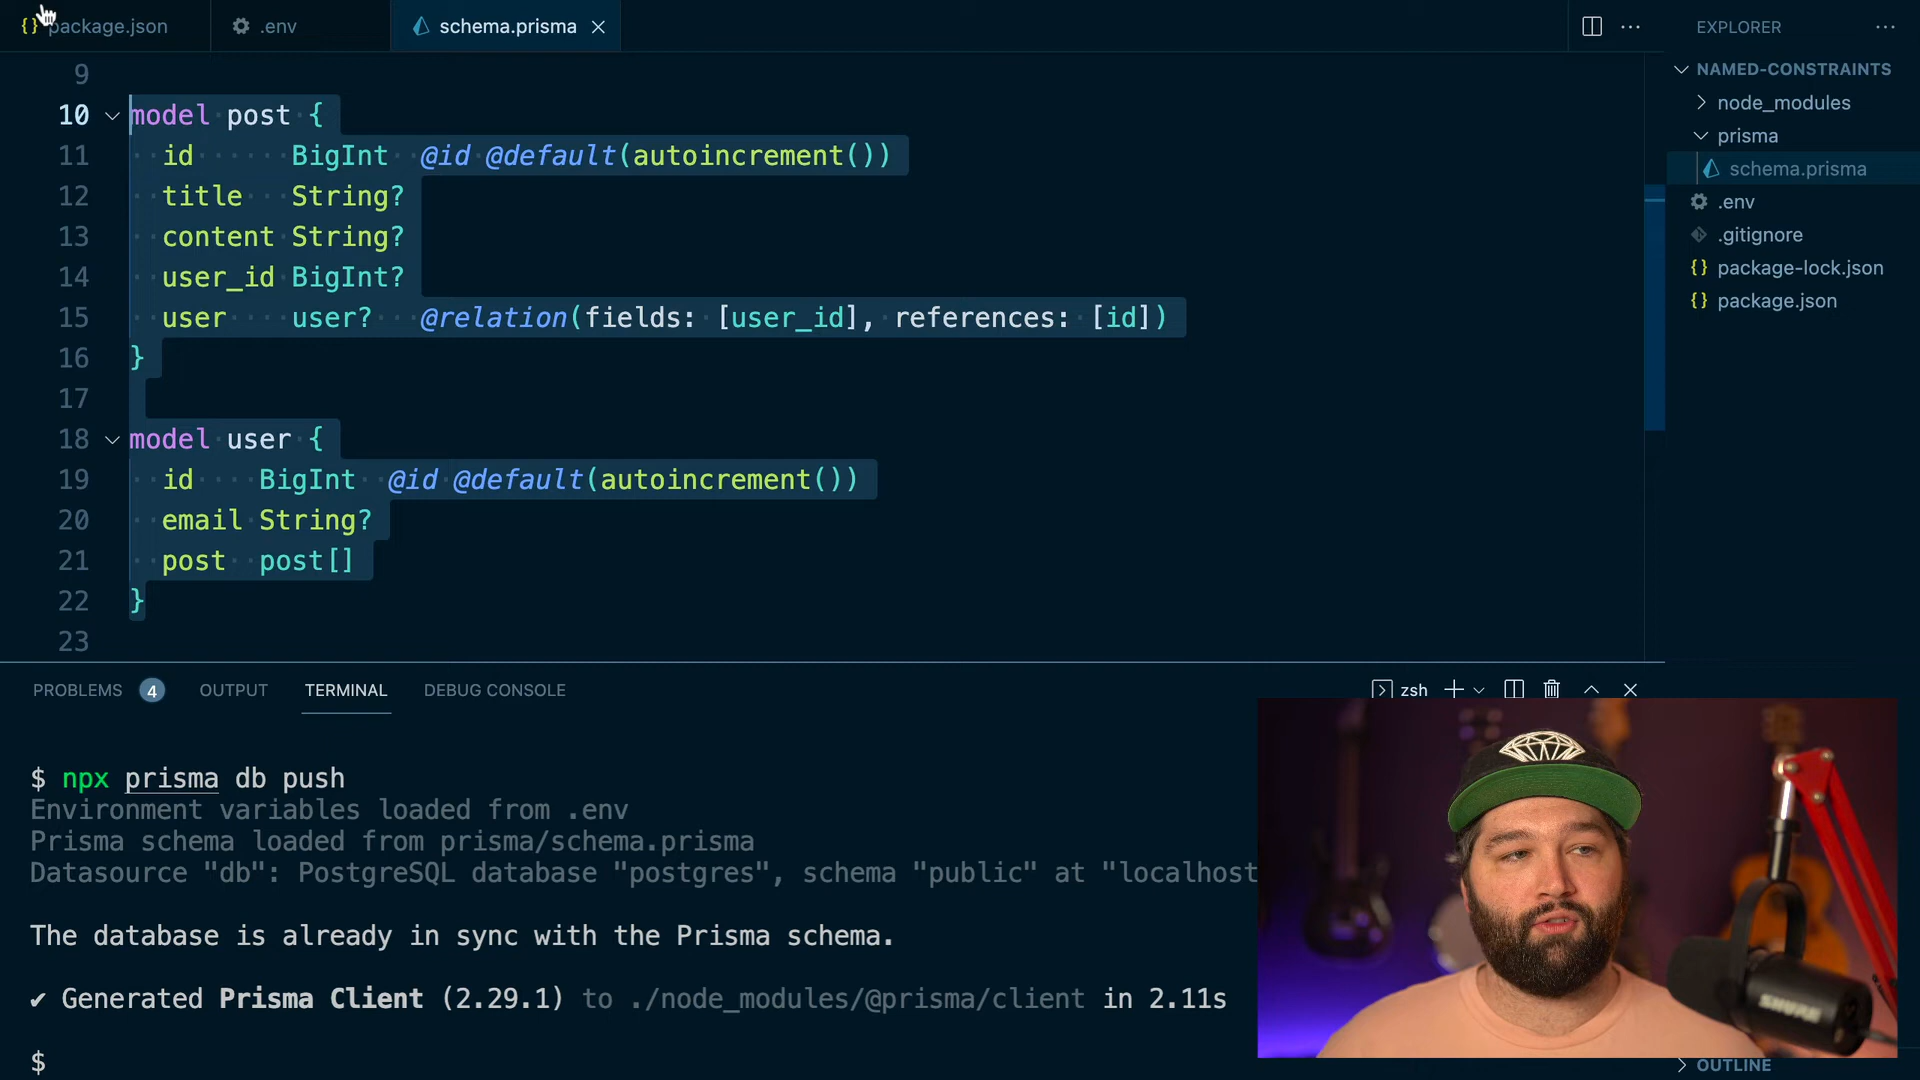 package.json
.env
schema.prisma
EXPLORER
NAMED-CONSTRAINTS
node_modules
prisma
schema.prisma
.env
.gitignore
package-lock.json
package.json
9
10 model post {
11 id BigInt @id @default(autoincrement())
12 title String?
13 content String?
14 user_id BigInt?
15 user user? @relation(fields: [user_id], references: [id])
16 }
17
18 model user {
19 id BigInt @id @default(autoincrement())
20 email String?
21 post post[]
22 }
23
PROBLEMS 4 OUTPUT TERMINAL DEBUG CONSOLE
zsh
$ npx prisma db push
Environment variables loaded from .env
Prisma schema loaded from prisma/schema.prisma
Datasource "db": PostgreSQL database "postgres", schema "public" at "localhost
The database is already in sync with the Prisma schema.
✔ Generated Prisma Client (2.29.1) to ./node_modules/@prisma/client in 2.11s
$
SHURE
OUTLINE